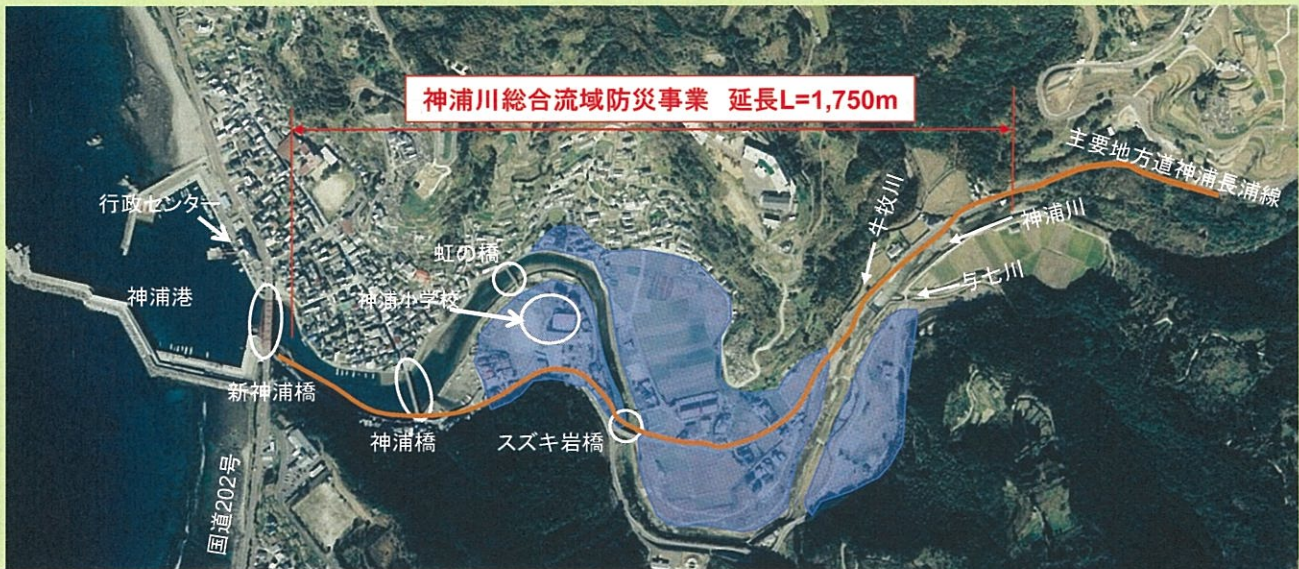 神浦川総合流域防災事業 延長L=1,750m
主要地方道神浦長浦線
行政センター
牛牧川
神浦川
虹の橋
与七川
神浦港
神浦小学校
新神浦橋
神浦橋
スズキ岩橋
国道202号